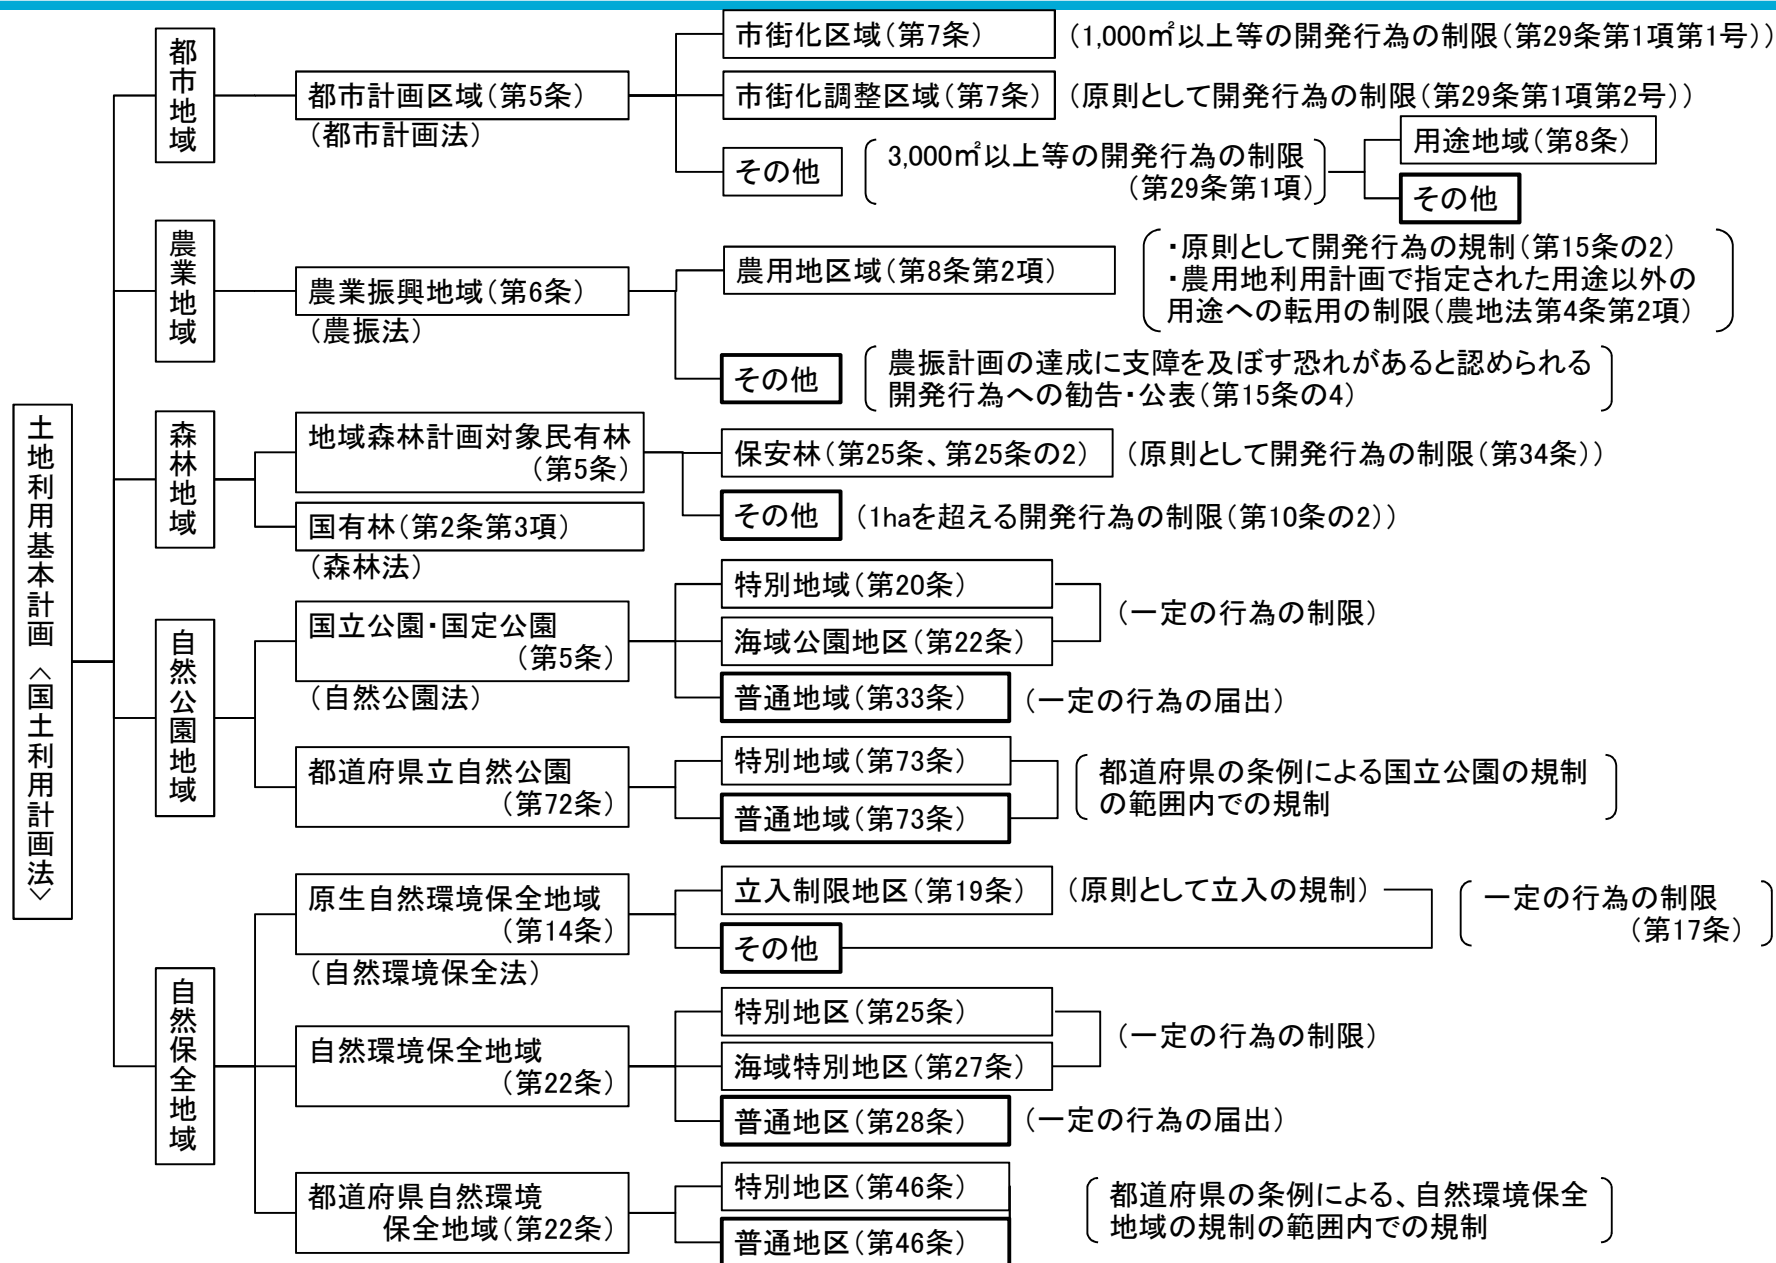 土地利用基本計画〈国土利用計画法〉
都市地域
都市計画区域(第5条)
(都市計画法)
市街化区域(第7条)
(1,000㎡以上等の開発行為の制限(第29条第1項第1号))
市街化調整区域(第7条)
(原則として開発行為の制限(第29条第1項第2号))
その他
3,000㎡以上等の開発行為の制限
(第29条第1項)
用途地域(第8条)
その他
農業地域
農業振興地域(第6条)
(農振法)
農用地区域(第8条第2項)
・原則として開発行為の規制(第15条の2)
・農用地利用計画で指定された用途以外の
用途への転用の制限(農地法第4条第2項)
その他
農振計画の達成に支障を及ぼす恐れがあると認められる
開発行為への勧告・公表(第15条の4)
森林地域
地域森林計画対象民有林
(第5条)
国有林(第2条第3項)
(森林法)
保安林(第25条、第25条の2)
(原則として開発行為の制限(第34条))
その他
(1haを超える開発行為の制限(第10条の2))
自然公園地域
国立公園・国定公園
(第5条)
(自然公園法)
特別地域(第20条)
海域公園地区(第22条)
(一定の行為の制限)
普通地域(第33条)
(一定の行為の届出)
都道府県立自然公園
(第72条)
特別地域(第73条)
普通地域(第73条)
都道府県の条例による国立公園の規制
の範囲内での規制
自然保全地域
原生自然環境保全地域
(第14条)
(自然環境保全法)
立入制限地区(第19条)
(原則として立入の規制)
その他
一定の行為の制限
(第17条)
自然環境保全地域
(第22条)
特別地区(第25条)
海域特別地区(第27条)
(一定の行為の制限)
普通地区(第28条)
(一定の行為の届出)
都道府県自然環境
保全地域(第22条)
特別地区(第46条)
普通地区(第46条)
都道府県の条例による、自然環境保全
地域の規制の範囲内での規制